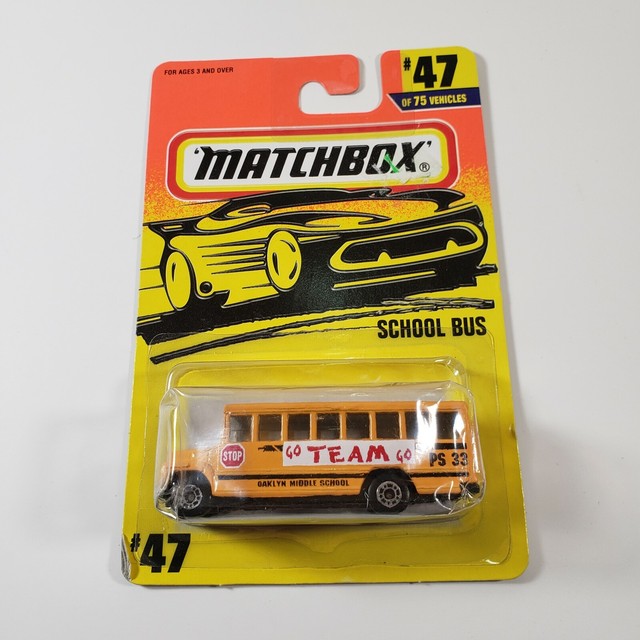 FOR AGES 3 AND OVER
#47
OF 75 VEHICLES
'MATCHBOX'®
SCHOOL BUS
STOP
GO TEAM GO
PS 33
OAKLYN MIDDLE SCHOOL
#47